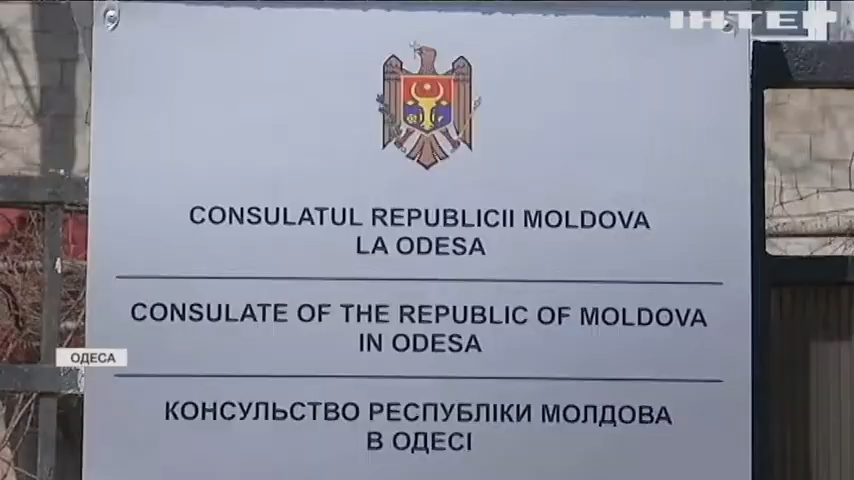 ІНТЕР
CONSULATUL REPUBLICII MOLDOVA
LA ODESA
CONSULATE OF THE REPUBLIC OF MOLDOVA
IN ODESA
ОДЕСА
КОНСУЛЬСТВО РЕСПУБЛІКИ МОЛДОВА
В ОДЕСІ